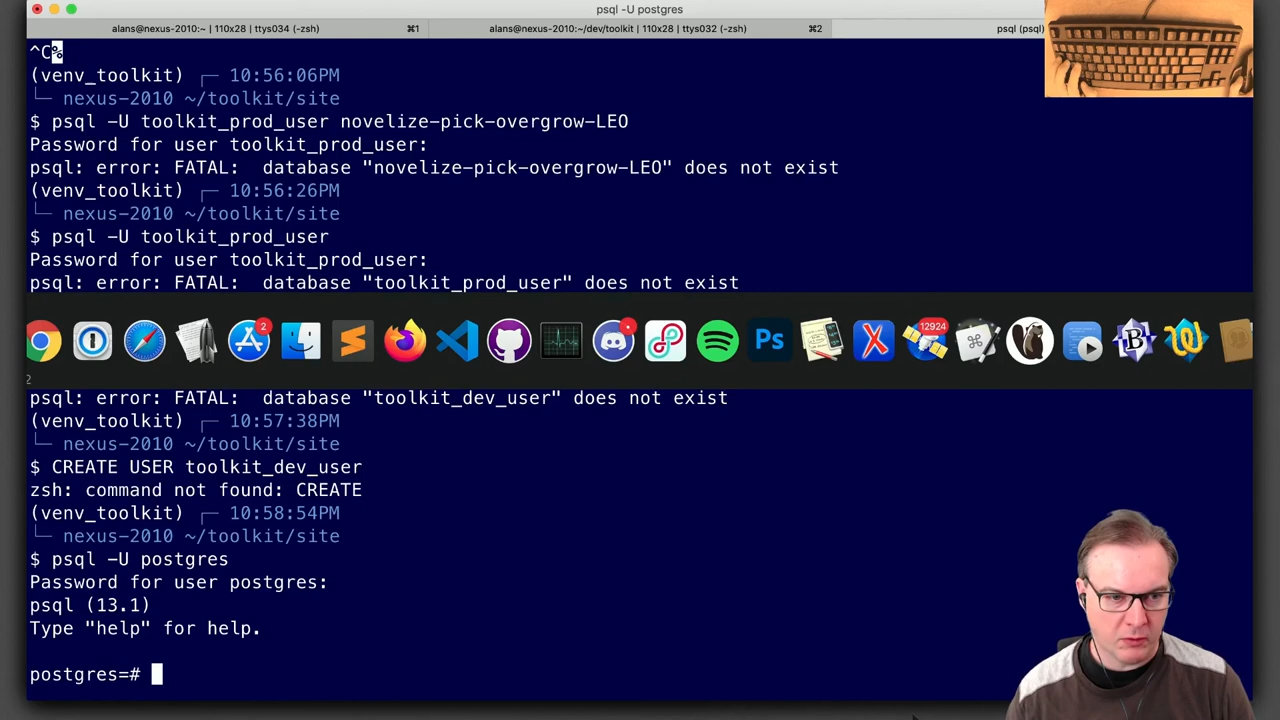 psql -U postgres
alans@nexus-2010:~ | 110x28 | ttys034 (-zsh) ⌘1 alans@nexus-2010:~/dev/toolkit | 110x28 | ttys032 (-zsh) ⌘2 psql (psql)
^C%
(venv_toolkit) ┌─ 10:56:06PM
└─ nexus-2010 ~/toolkit/site
$ psql -U toolkit_prod_user novelize-pick-overgrow-LEO
Password for user toolkit_prod_user:
psql: error: FATAL:  database "novelize-pick-overgrow-LEO" does not exist
(venv_toolkit) ┌─ 10:56:26PM
└─ nexus-2010 ~/toolkit/site
$ psql -U toolkit_prod_user
Password for user toolkit_prod_user:
psql: error: FATAL:  database "toolkit_prod_user" does not exist
2 12924
Ps
B
2
psql: error: FATAL:  database "toolkit_dev_user" does not exist
(venv_toolkit) ┌─ 10:57:38PM
└─ nexus-2010 ~/toolkit/site
$ CREATE USER toolkit_dev_user
zsh: command not found: CREATE
(venv_toolkit) ┌─ 10:58:54PM
└─ nexus-2010 ~/toolkit/site
$ psql -U postgres
Password for user postgres:
psql (13.1)
Type "help" for help.
postgres=#